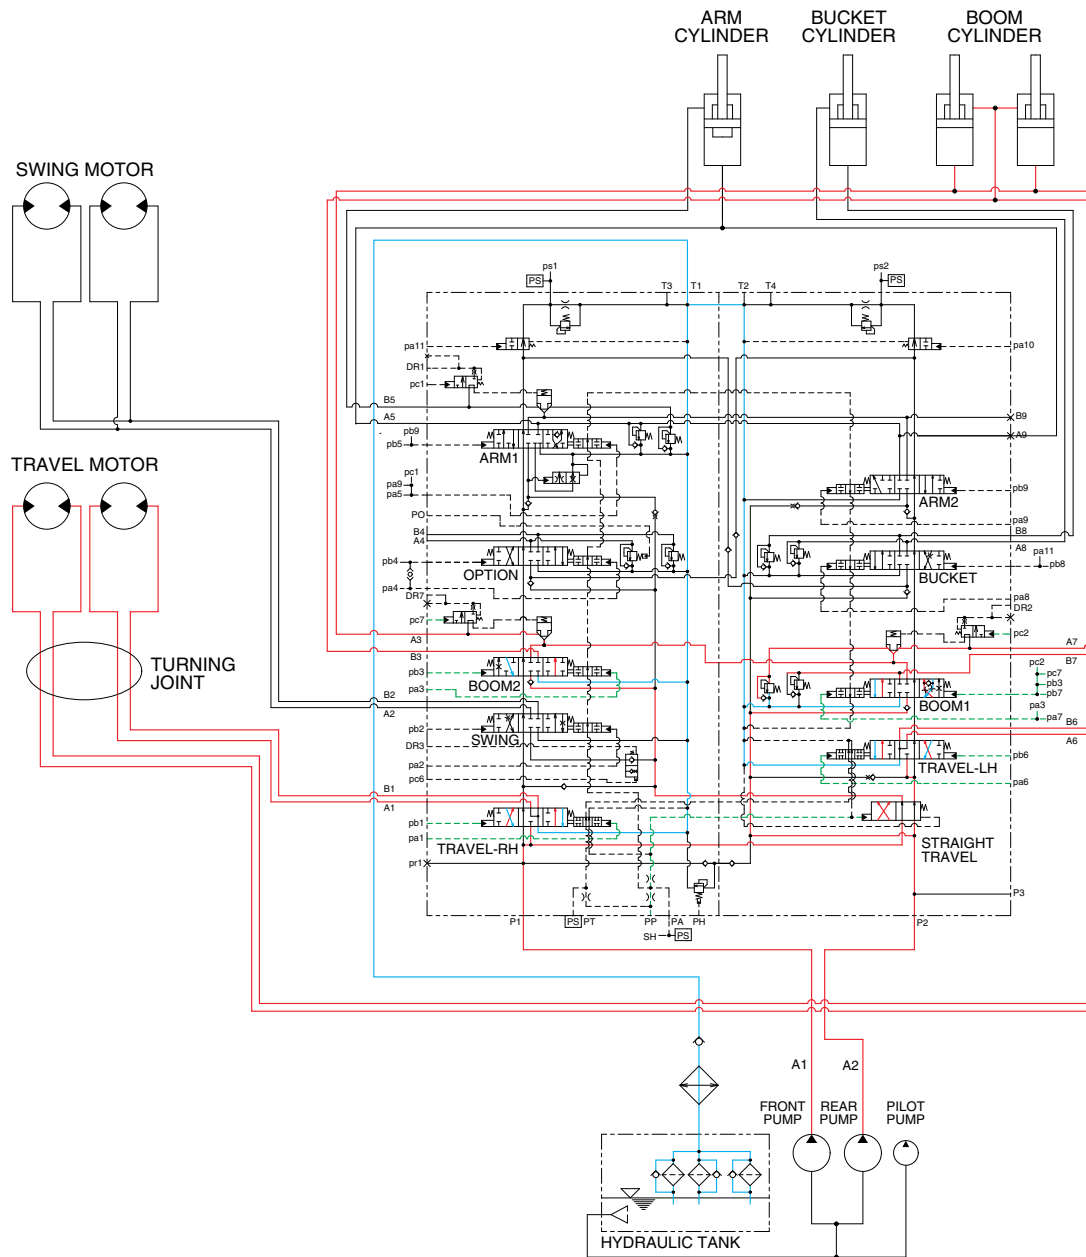 ARM
CYLINDER
BUCKET
CYLINDER
BOOM
CYLINDER
SWING MOTOR
TRAVEL MOTOR
TURNING
JOINT
ps1
PS
T3
T1
T2
T4
ps2
PS
pa11
DR1
pc1
B5
A5
pb9
pb5
ARM1
pc1
pa9
pa5
PO
B4
A4
pb4
OPTION
pa4
DR7
pc7
A3
B3
pb3
BOOM2
pa3
B2
A2
pb2
SWING
DR3
pa2
pc6
B1
A1
pb1
TRAVEL-RH
pa1
pr1
pa10
B9
A9
pb9
ARM2
pa9
B8
A8
pa11
pb8
BUCKET
pa8
DR2
pc2
A7
B7
pc2
pc7
pb3
pb7
BOOM1
pa3
pa7
B6
A6
pb6
TRAVEL-LH
pa6
STRAIGHT
TRAVEL
P3
P1
PS
PT
PP
PA
PH
P2
SH
PS
A1
A2
FRONT
PUMP
REAR
PUMP
PILOT
PUMP
HYDRAULIC TANK